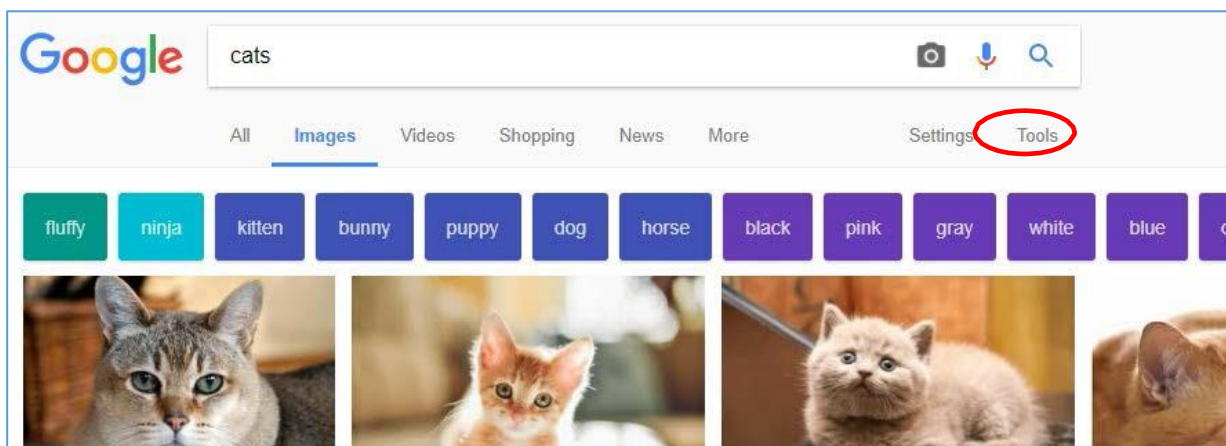 Google cats
All Images Videos Shopping News More Settings Tools
fluffy ninja kitten bunny puppy dog horse black pink gray white blue